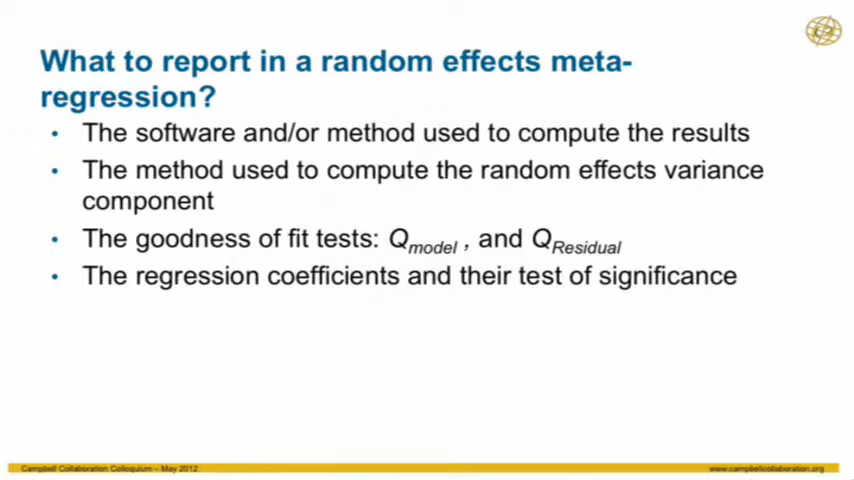 What to report in a random effects meta-
regression?
• The software and/or method used to compute the results
• The method used to compute the random effects variance
component
• The goodness of fit tests: Qmodel , and QResidual
• The regression coefficients and their test of significance
Campbell Collaboration Colloquium – May 2012
www.campbellcollaboration.org